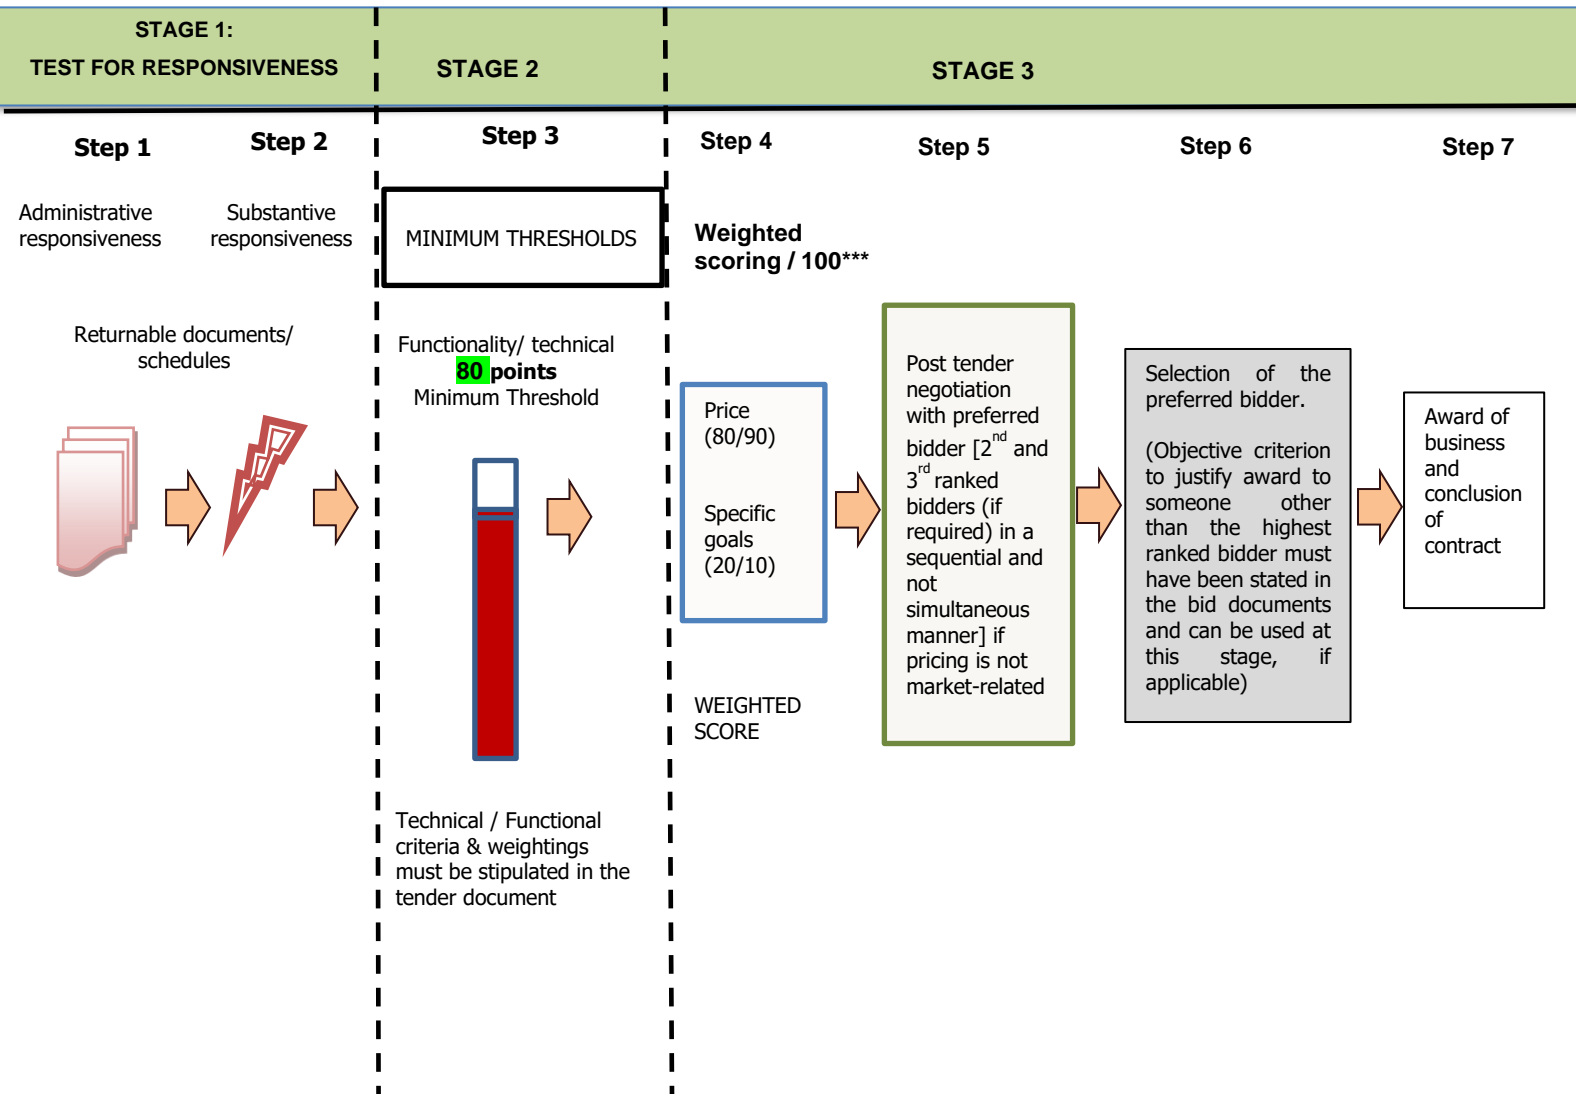 STAGE 1:
TEST FOR RESPONSIVENESS
STAGE 2
STAGE 3
Step 1
Step 2
Step 3
Step 4
Step 5
Step 6
Step 7
Administrative
responsiveness
Substantive
responsiveness
MINIMUM THRESHOLDS
Weighted
scoring / 100***
Returnable documents/
schedules
Functionality/ technical
80 points
Minimum Threshold
Technical / Functional
criteria & weightings
must be stipulated in the
tender document
Price
(80/90)
Specific
goals
(20/10)
WEIGHTED
SCORE
Post tender
negotiation
with preferred
bidder [2nd and
3rd ranked
bidders (if
required) in a
sequential and
not
simultaneous
manner] if
pricing is not
market-related
Selection of the
preferred bidder.
(Objective criterion
to justify award to
someone other
than the highest
ranked bidder must
have been stated in
the bid documents
and can be used at
this stage, if
applicable)
Award of
business
and
conclusion
of
contract